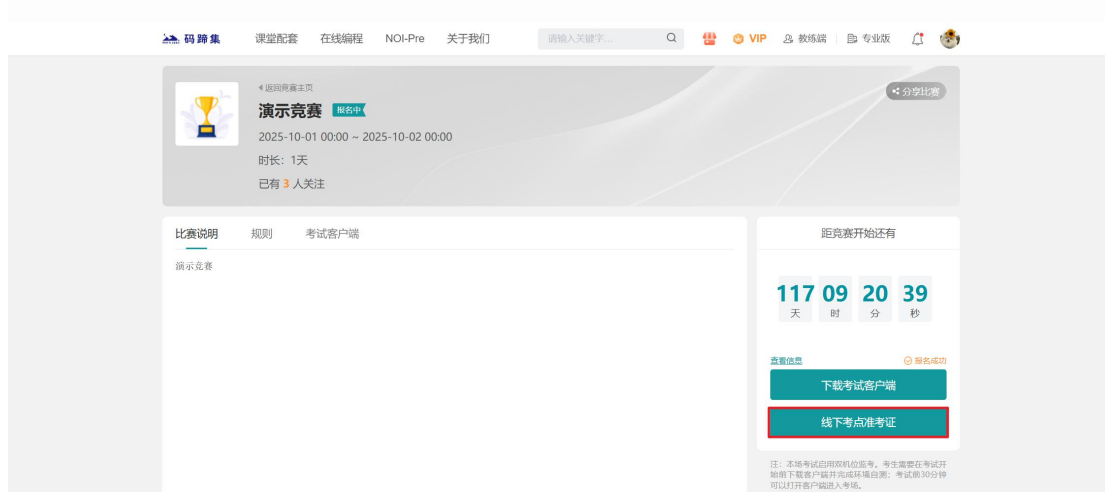 码蹄集 课堂配套 在线编程 NOI-Pre 关于我们 请输入关键字... VIP 教练端 专业版
返回竞赛主页
分享比赛
演示竞赛 报名中
2025-10-01 00:00 ~ 2025-10-02 00:00
时长：1天
已有 3 人关注
比赛说明 规则 考试客户端
演示竞赛
距竞赛开始还有
117 09 20 39
天 时 分 秒
查看信息 报名成功
下载考试客户端
线下考点准考证
注：本场考试启用双机位监考。考生需要在考试开
始前下载客户端并完成环境自测；考试前30分钟
可以打开客户端进入考场。